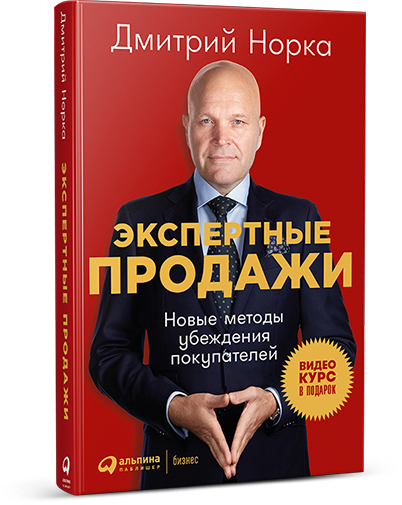 Дмитрий Норка
ЭКСПЕРТНЫЕ
ПРОДАЖИ
Новые методы
убеждения
покупателей
ВИДЕО
КУРС
В ПОДАРОК
альпина
ПАБЛИШЕР
бизнес
Дмитрий Норка
ЭКСПЕРТНЫЕ ПРОДАЖИ